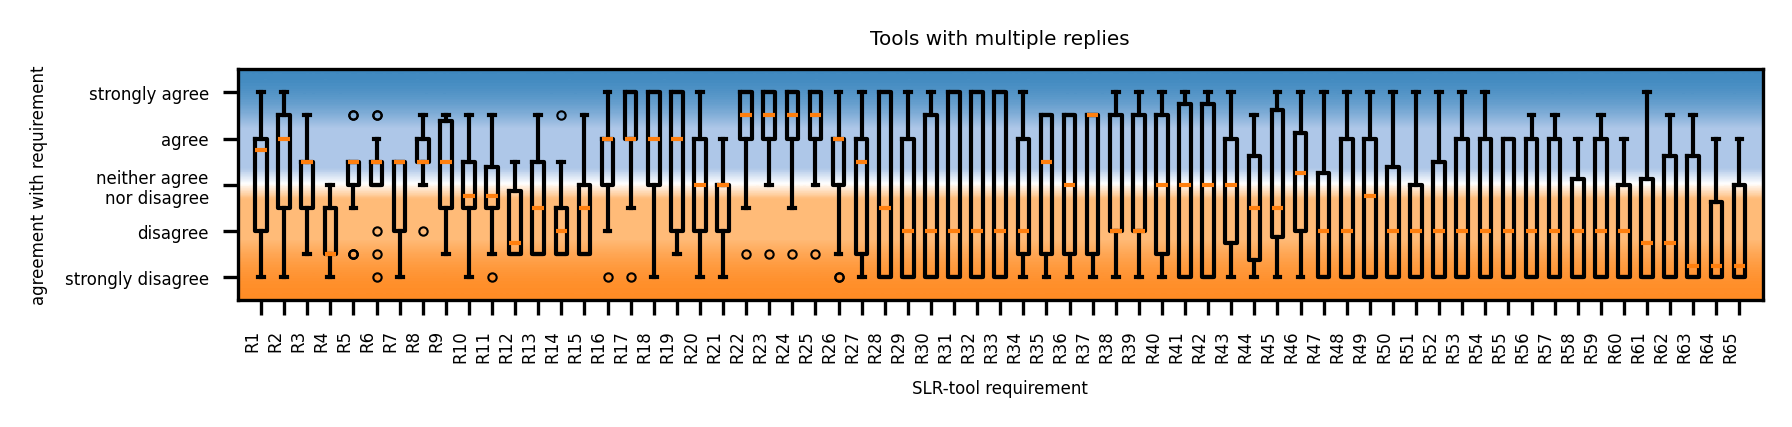 Tools with multiple replies
agreement with requirement
strongly agree
agree
neither agree
nor disagree
disagree
strongly disagree
R1
R2
R3
R4
R5
R6
R7
R8
R9
R10
R11
R12
R13
R14
R15
R16
R17
R18
R19
R20
R21
R22
R23
R24
R25
R26
R27
R28
R29
R30
R31
R32
R33
R34
R35
R36
R37
R38
R39
R40
R41
R42
R43
R44
R45
R46
R47
R48
R49
R50
R51
R52
R53
R54
R55
R56
R57
R58
R59
R60
R61
R62
R63
R64
R65
SLR-tool requirement